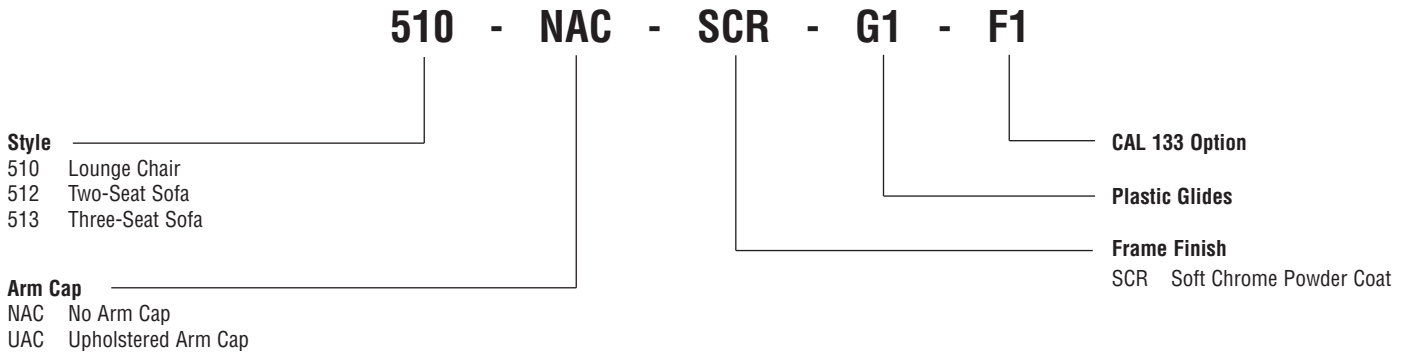 510 - NAC - SCR - G1 - F1
Style
510 Lounge Chair
512 Two-Seat Sofa
513 Three-Seat Sofa
Arm Cap
NAC No Arm Cap
UAC Upholstered Arm Cap
CAL 133 Option
Plastic Glides
Frame Finish
SCR Soft Chrome Powder Coat